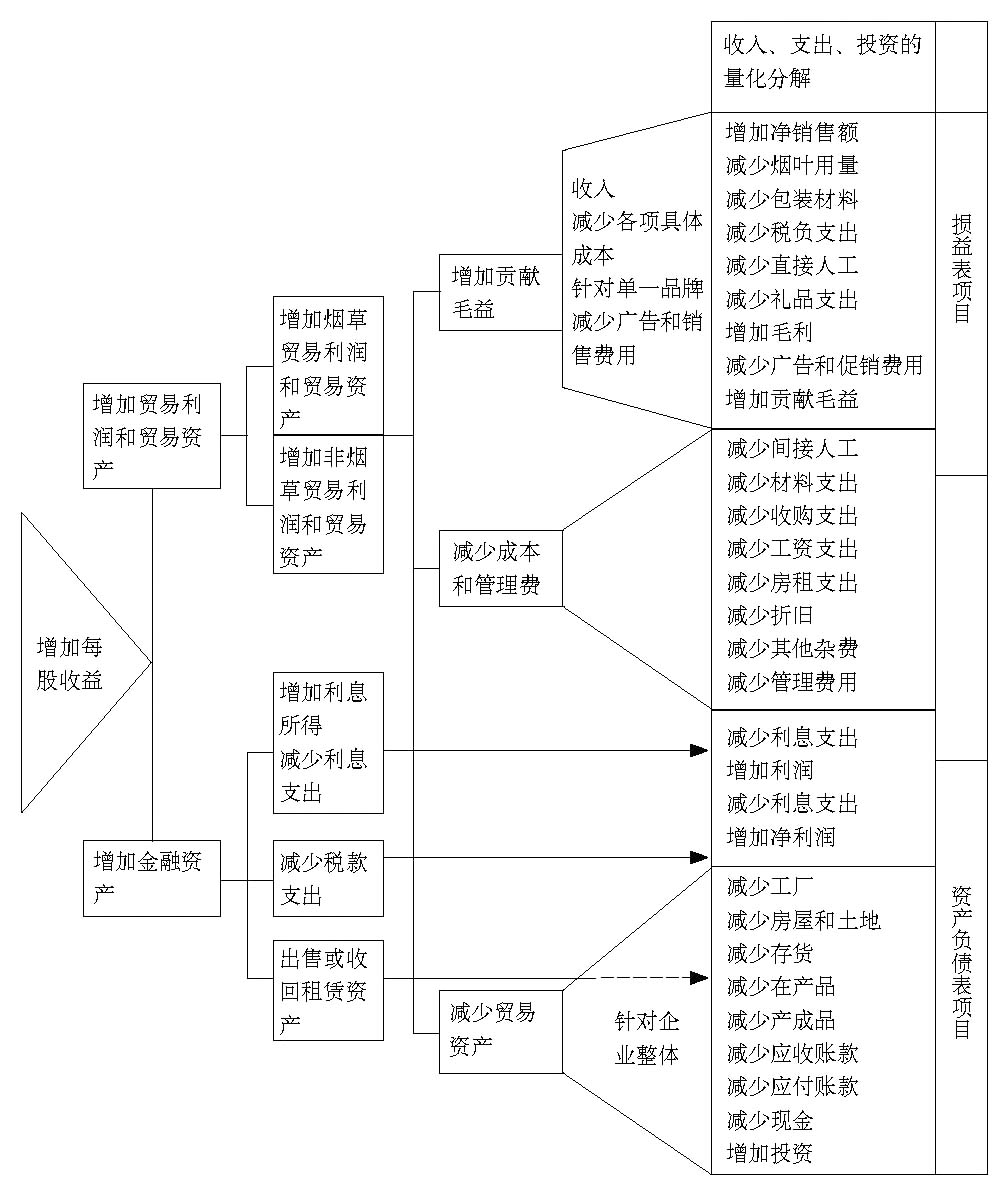 收入、支出、投资的
量化分解
增加每
股收益
增加贸易利
润和贸易资
产
增加金融资
产
增加烟草
贸易利润
和贸易资
产
增加非烟
草贸易利
润和贸易
资产
增加利息
所得
减少利息
支出
减少税款
支出
出售或收
回租赁资
产
增加贡献
毛益
减少成本
和管理费
减少贸易
资产
收入
减少各项具体
成本
针对单一品牌
减少广告和销
售费用
针对企
业整体
增加净销售额
减少烟叶用量
减少包装材料
减少税负支出
减少直接人工
减少礼品支出
增加毛利
减少广告和促销费用
增加贡献毛益
减少间接人工
减少材料支出
减少收购支出
减少工资支出
减少房租支出
减少折旧
减少其他杂费
减少管理费用
减少利息支出
增加利润
减少利息支出
增加净利润
减少工厂
减少房屋和土地
减少存货
减少在产品
减少产成品
减少应收账款
减少应付账款
减少现金
增加投资
损益表项目
资产负债表项目